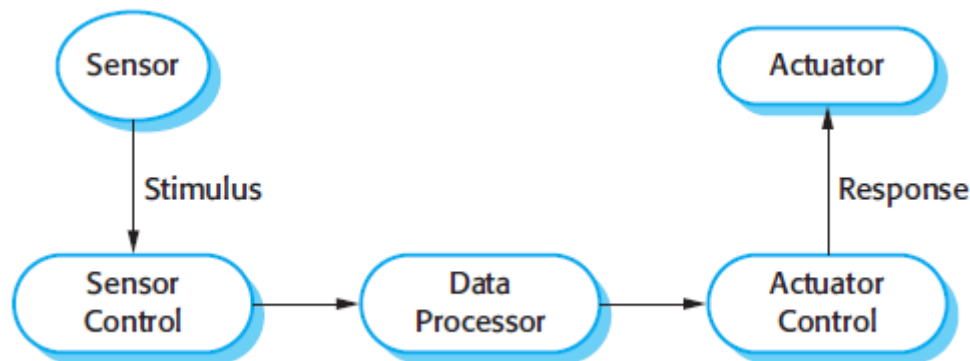 Sensor
Actuator
Stimulus
Response
Sensor
Control
Data
Processor
Actuator
Control